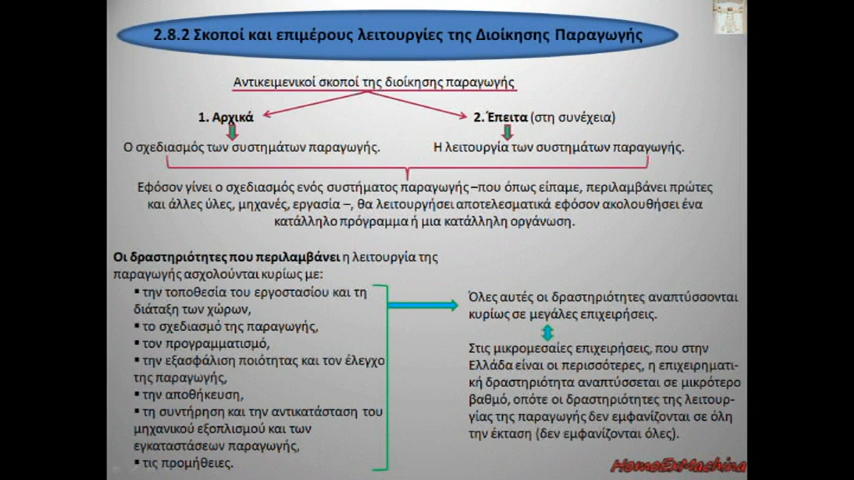 2.8.2 Σκοποί και επιμέρους λειτουργίες της Διοίκησης Παραγωγής
Αντικειμενικοί σκοποί της διοίκησης παραγωγής
1. Αρχικά
2. Έπειτα (στη συνέχεια)
Ο σχεδιασμός των συστημάτων παραγωγής.
Η λειτουργία των συστημάτων παραγωγής.
Εφόσον γίνει ο σχεδιασμός ενός συστήματος παραγωγής –που όπως είπαμε, περιλαμβάνει πρώτες
και άλλες ύλες, μηχανές, εργασία –, θα λειτουργήσει αποτελεσματικά εφόσον ακολουθήσει ένα
κατάλληλο πρόγραμμα ή μια κατάλληλη οργάνωση.
Οι δραστηριότητες που περιλαμβάνει η λειτουργία της
παραγωγής ασχολούνται κυρίως με:
▪ την τοποθεσία του εργοστασίου και τη
διάταξη των χώρων,
▪ το σχεδιασμό της παραγωγής,
▪ τον προγραμματισμό,
▪ την εξασφάλιση ποιότητας και τον έλεγχο
της παραγωγής,
▪ την αποθήκευση,
▪ τη συντήρηση και την αντικατάσταση του
μηχανικού εξοπλισμού και των
εγκαταστάσεων παραγωγής,
▪ τις προμήθειες.
Όλες αυτές οι δραστηριότητες αναπτύσσονται
κυρίως σε μεγάλες επιχειρήσεις.
Στις μικρομεσαίες επιχειρήσεις, που στην
Ελλάδα είναι οι περισσότερες, η επιχειρηματι-
κή δραστηριότητα αναπτύσσεται σε μικρότερο
βαθμό, οπότε οι δραστηριότητες της λειτουρ-
γίας της παραγωγής δεν εμφανίζονται σε όλη
την έκταση (δεν εμφανίζονται όλες).
HomoExMachina